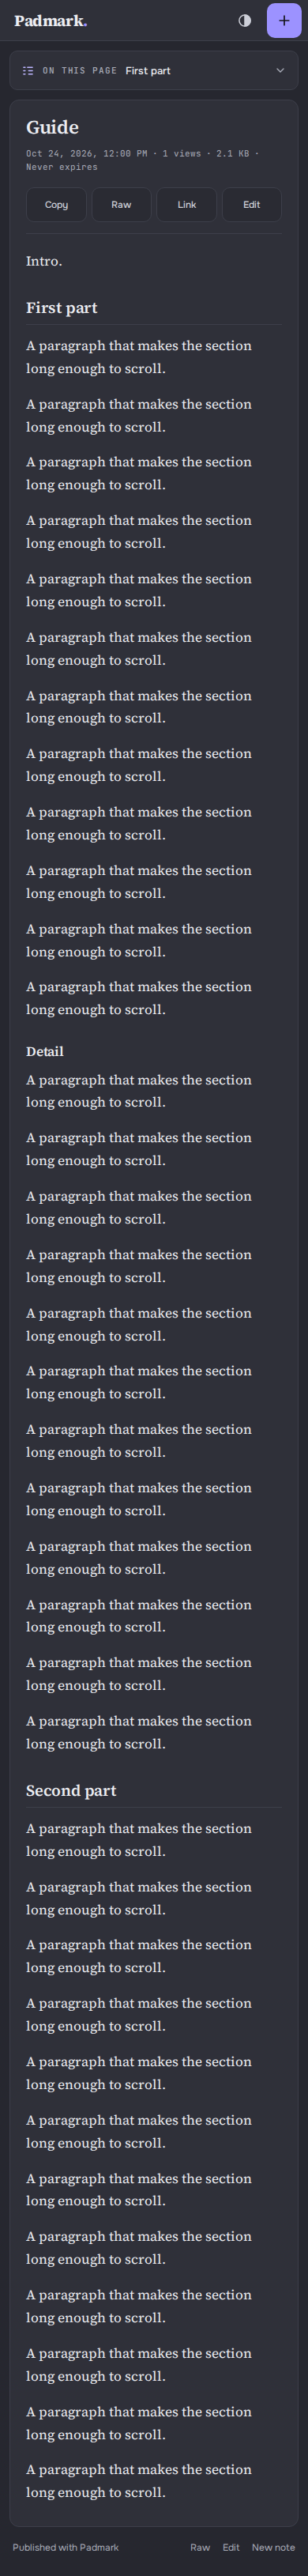 Padmark.
ON THIS PAGE First part
Guide
Oct 24, 2026, 12:00 PM · 1 views · 2.1 KB ·
Never expires
Copy Raw Link Edit
Intro.
First part
A paragraph that makes the section
long enough to scroll.
A paragraph that makes the section
long enough to scroll.
A paragraph that makes the section
long enough to scroll.
A paragraph that makes the section
long enough to scroll.
A paragraph that makes the section
long enough to scroll.
A paragraph that makes the section
long enough to scroll.
A paragraph that makes the section
long enough to scroll.
A paragraph that makes the section
long enough to scroll.
A paragraph that makes the section
long enough to scroll.
A paragraph that makes the section
long enough to scroll.
A paragraph that makes the section
long enough to scroll.
A paragraph that makes the section
long enough to scroll.
Detail
A paragraph that makes the section
long enough to scroll.
A paragraph that makes the section
long enough to scroll.
A paragraph that makes the section
long enough to scroll.
A paragraph that makes the section
long enough to scroll.
A paragraph that makes the section
long enough to scroll.
A paragraph that makes the section
long enough to scroll.
A paragraph that makes the section
long enough to scroll.
A paragraph that makes the section
long enough to scroll.
A paragraph that makes the section
long enough to scroll.
A paragraph that makes the section
long enough to scroll.
A paragraph that makes the section
long enough to scroll.
A paragraph that makes the section
long enough to scroll.
Second part
A paragraph that makes the section
long enough to scroll.
A paragraph that makes the section
long enough to scroll.
A paragraph that makes the section
long enough to scroll.
A paragraph that makes the section
long enough to scroll.
A paragraph that makes the section
long enough to scroll.
A paragraph that makes the section
long enough to scroll.
A paragraph that makes the section
long enough to scroll.
A paragraph that makes the section
long enough to scroll.
A paragraph that makes the section
long enough to scroll.
A paragraph that makes the section
long enough to scroll.
A paragraph that makes the section
long enough to scroll.
A paragraph that makes the section
long enough to scroll.
Published with Padmark Raw Edit New note